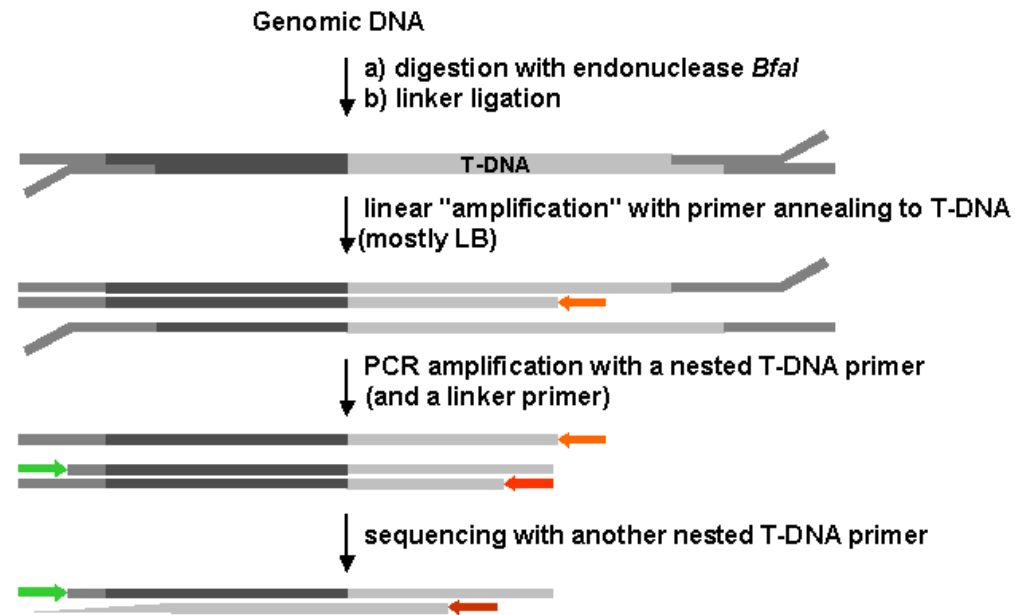 Genomic DNA
a) digestion with endonuclease BfaI
b) linker ligation
T-DNA
linear "amplification" with primer annealing to T-DNA
(mostly LB)
PCR amplification with a nested T-DNA primer
(and a linker primer)
sequencing with another nested T-DNA primer